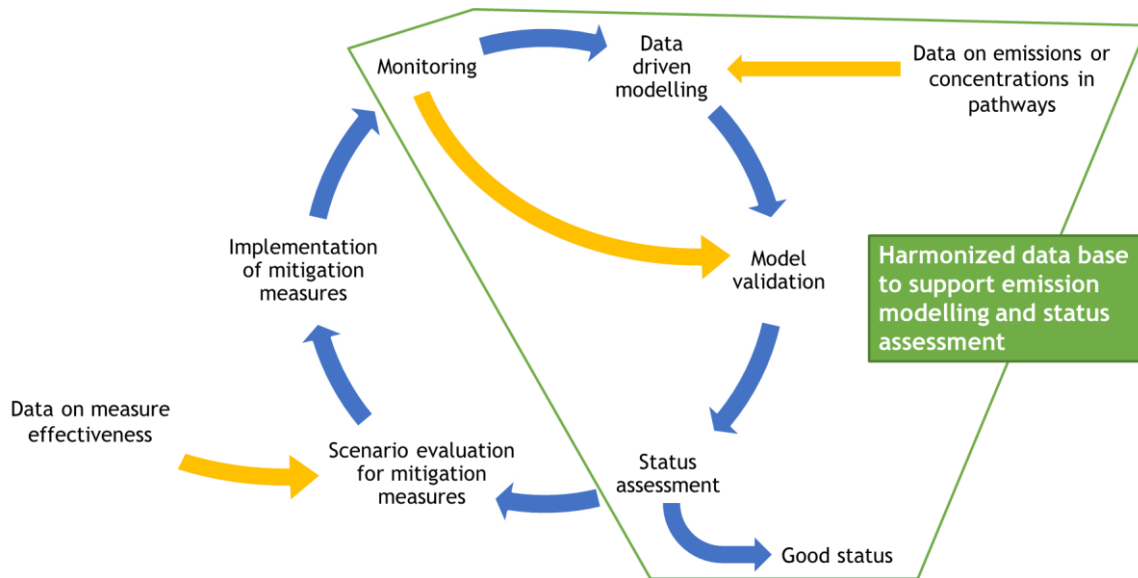 Monitoring
Data
driven
modelling
Data on emissions or
concentrations in
pathways
Implementation
of mitigation
measures
Model
validation
Harmonized data base
to support emission
modelling and status
assessment
Data on measure
effectiveness
Scenario evaluation
for mitigation
measures
Status
assessment
Good status